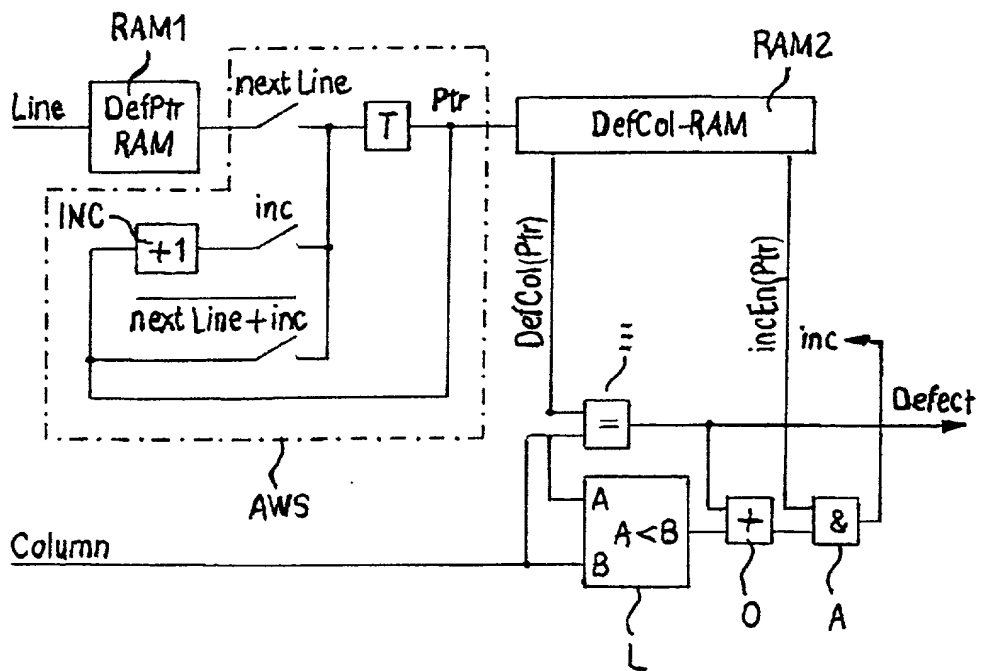 RAM1
RAM2
Line
DefPtr
RAM
next Line
T
Ptr
DefCol-RAM
INC
+1
inc
next Line + inc
DefCol(Ptr)
incEn(Ptr)
inc
=
=
Defect
AWS
A
A < B
B
+
&
Column
O
A
L